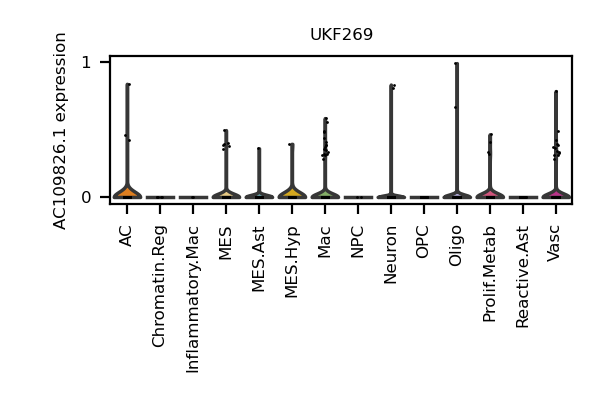 UKF269
AC109826.1 expression
1
0
AC
Chromatin.Reg
Inflammatory.Mac
MES
MES.Ast
MES.Hyp
Mac
NPC
Neuron
OPC
Oligo
Prolif.Metab
Reactive.Ast
Vasc